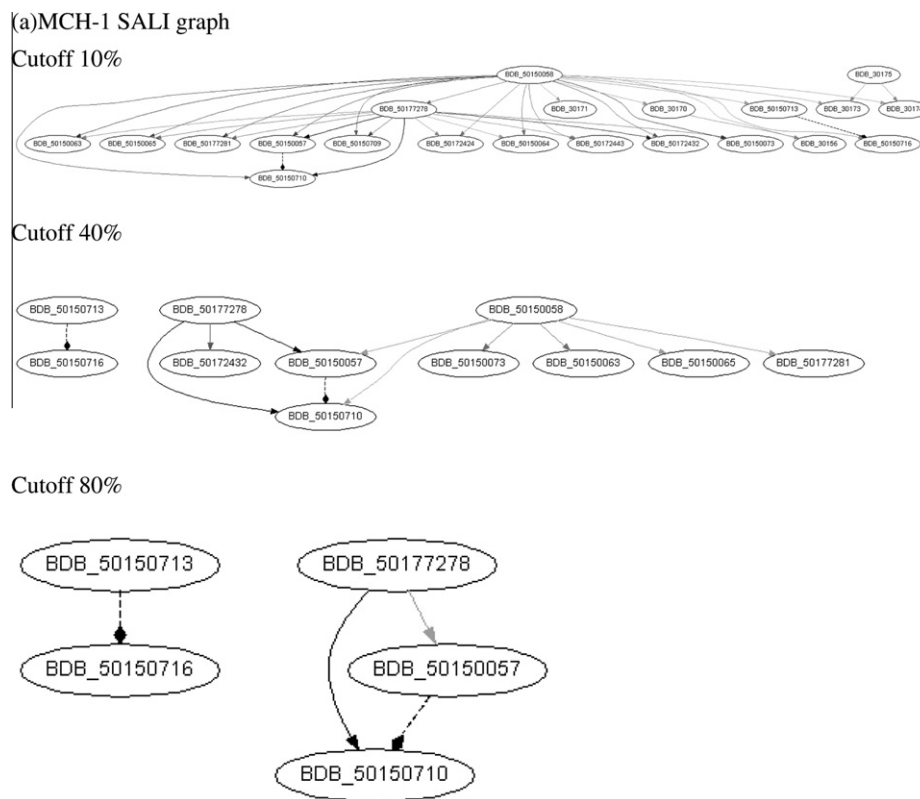 (a)MCH-1 SALI graph
Cutoff 10%
BDB_50150058
BDB_30175
BDB_50177278
BDB_30171
BDB_30170
BDB_50150713
BDB_30173
BDB_50150063
BDB_50150065
BDB_50177281
BDB_50150057
BDB_50150709
BDB_50172424
BDB_50150064
BDB_50172443
BDB_50172432
BDB_50150073
BDB_30156
BDB_50150716
BDB_50150710
Cutoff 40%
BDB_50150713
BDB_50177278
BDB_50150058
BDB_50150716
BDB_50172432
BDB_50150057
BDB_50150073
BDB_50150063
BDB_50150065
BDB_50177281
BDB_50150710
Cutoff 80%
BDB_50150713
BDB_50177278
BDB_50150716
BDB_50150057
BDB_50150710